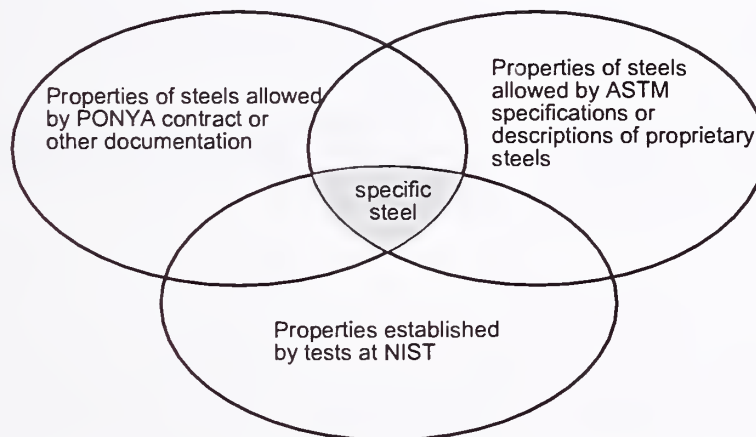 Properties of steels allowed
by PONYA contract or
other documentation
Properties of steels
allowed by ASTM
specifications or
descriptions of proprietary
steels
specific
steel
Properties established
by tests at NIST